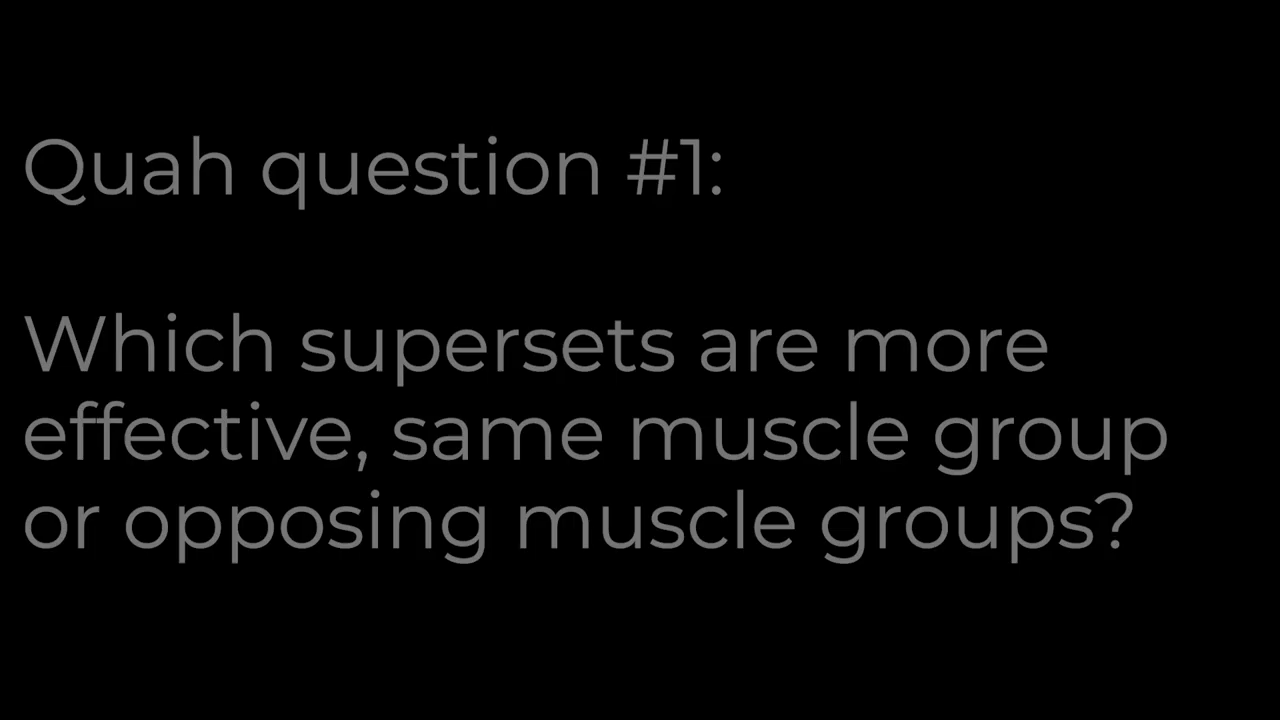 Quah question #1:
Which supersets are more
effective, same muscle group
or opposing muscle groups?